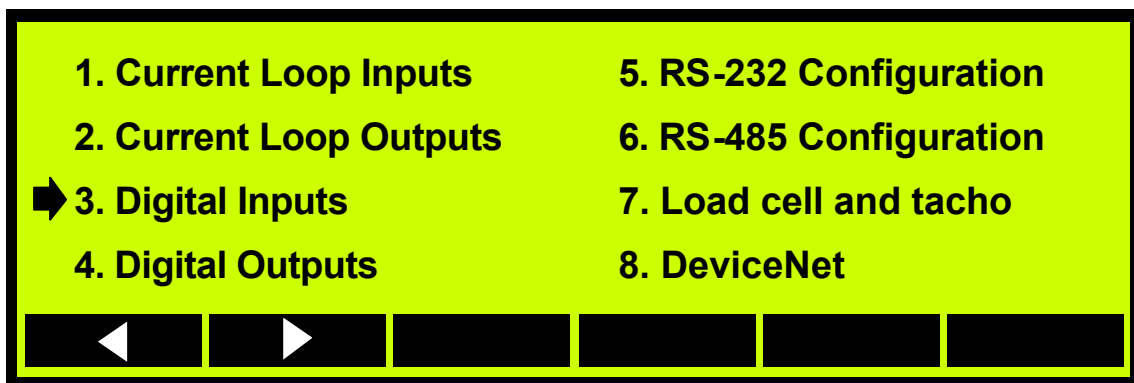 1. Current Loop Inputs
2. Current Loop Outputs
3. Digital Inputs
4. Digital Outputs
5. RS-232 Configuration
6. RS-485 Configuration
7. Load cell and tacho
8. DeviceNet